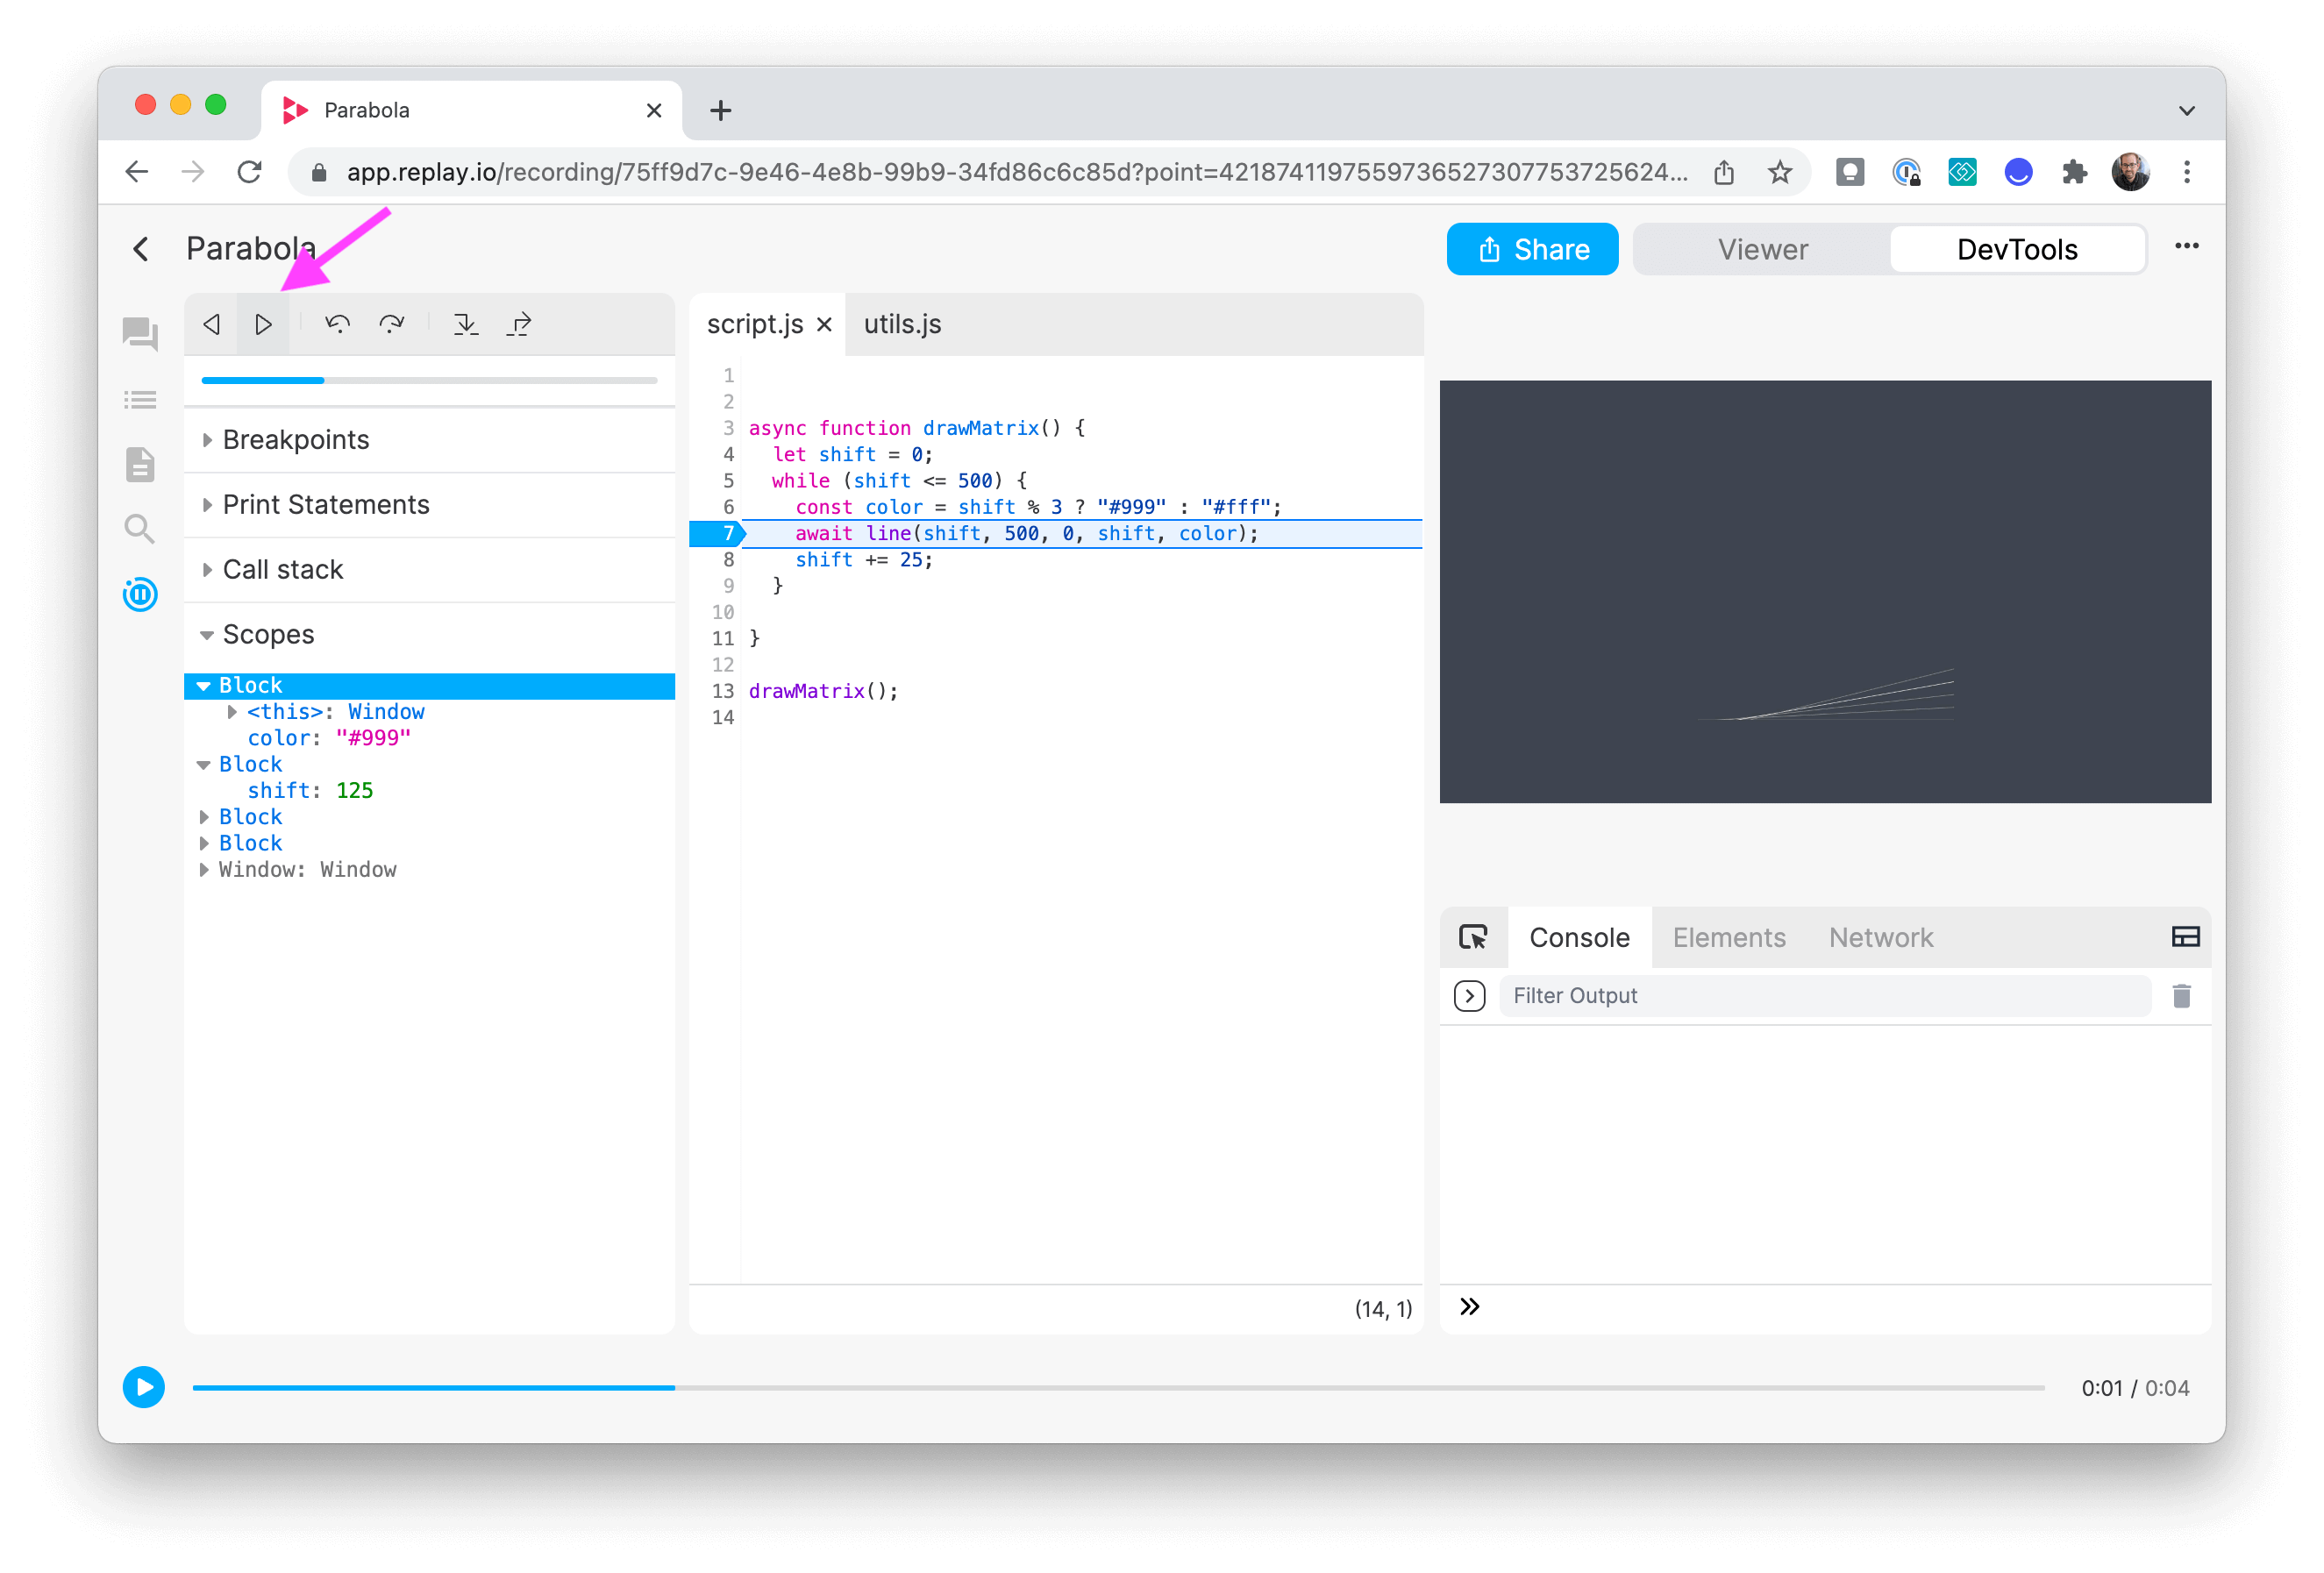 Parabola
app.replay.io/recording/75ff9d7c-9e46-4e8b-99b9-34fd86c6c85d?point=42187411975597365273077537256​24...
Parabola
Share
Viewer
DevTools
Breakpoints
Print Statements
Call stack
Scopes
Block
<this>: Window
color: "#999"
Block
shift: 125
Block
Block
Window: Window
script.js
utils.js
1
2
3 async function drawMatrix() {
4 let shift = 0;
5 while (shift <= 500) {
6 const color = shift % 3 ? "#999" : "#fff";
7 await line(shift, 500, 0, shift, color);
8 shift += 25;
9 }
10
11 }
12
13 drawMatrix();
14
(14, 1)
Console
Elements
Network
Filter Output
0:01 / 0:04